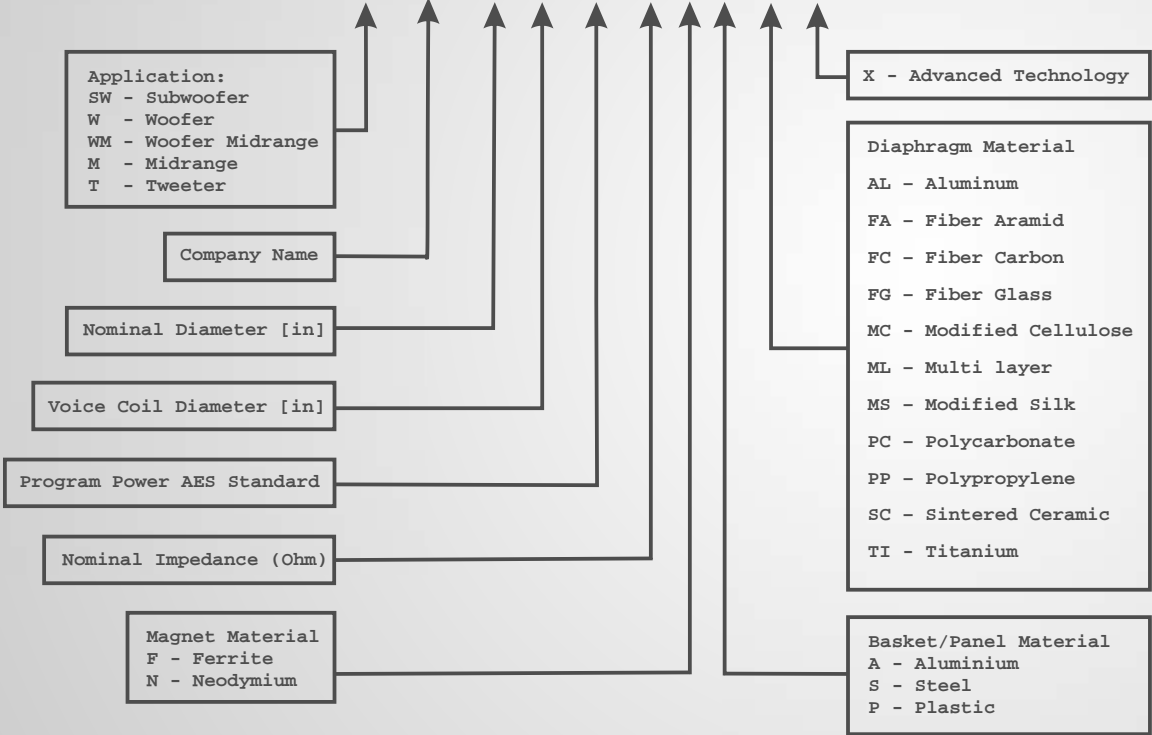 Application:
SW - Subwoofer
W - Woofer
WM - Woofer Midrange
M - Midrange
T - Tweeter
Company Name
Nominal Diameter [in]
Voice Coil Diameter [in]
Program Power AES Standard
Nominal Impedance (Ohm)
Magnet Material
F - Ferrite
N - Neodymium
X - Advanced Technology
Diaphragm Material
AL – Aluminum
FA – Fiber Aramid
FC – Fiber Carbon
FG – Fiber Glass
MC – Modified Cellulose
ML – Multi layer
MS – Modified Silk
PC – Polycarbonate
PP – Polypropylene
SC – Sintered Ceramic
TI – Titanium
Basket/Panel Material
A - Aluminium
S - Steel
P - Plastic